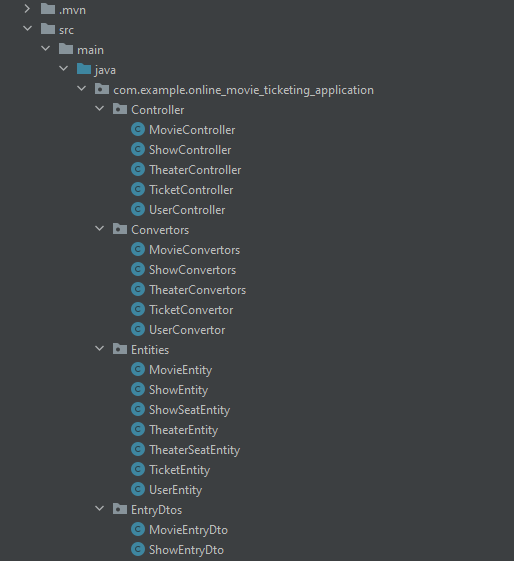 .mvn
src
main
java
com.example.online_movie_ticketing_application
Controller
MovieController
ShowController
TheaterController
TicketController
UserController
Convertors
MovieConvertors
ShowConvertors
TheaterConvertors
TicketConvertor
UserConvertor
Entities
MovieEntity
ShowEntity
ShowSeatEntity
TheaterEntity
TheaterSeatEntity
TicketEntity
UserEntity
EntryDtos
MovieEntryDto
ShowEntryDto